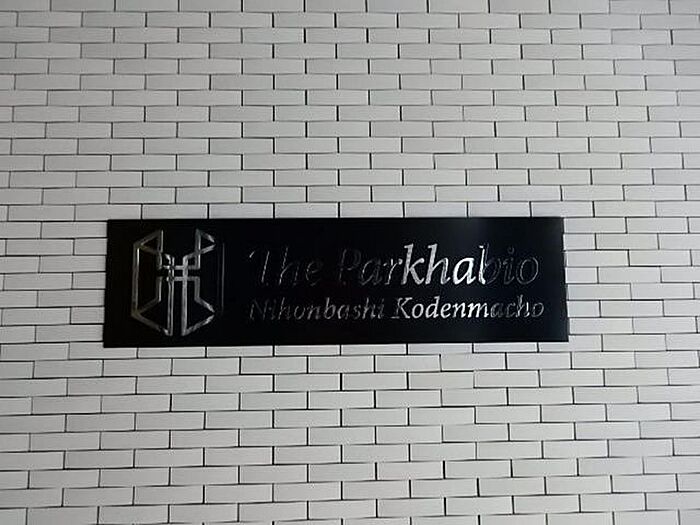 The Parkhabio
Nihonbashi Kodenmacho